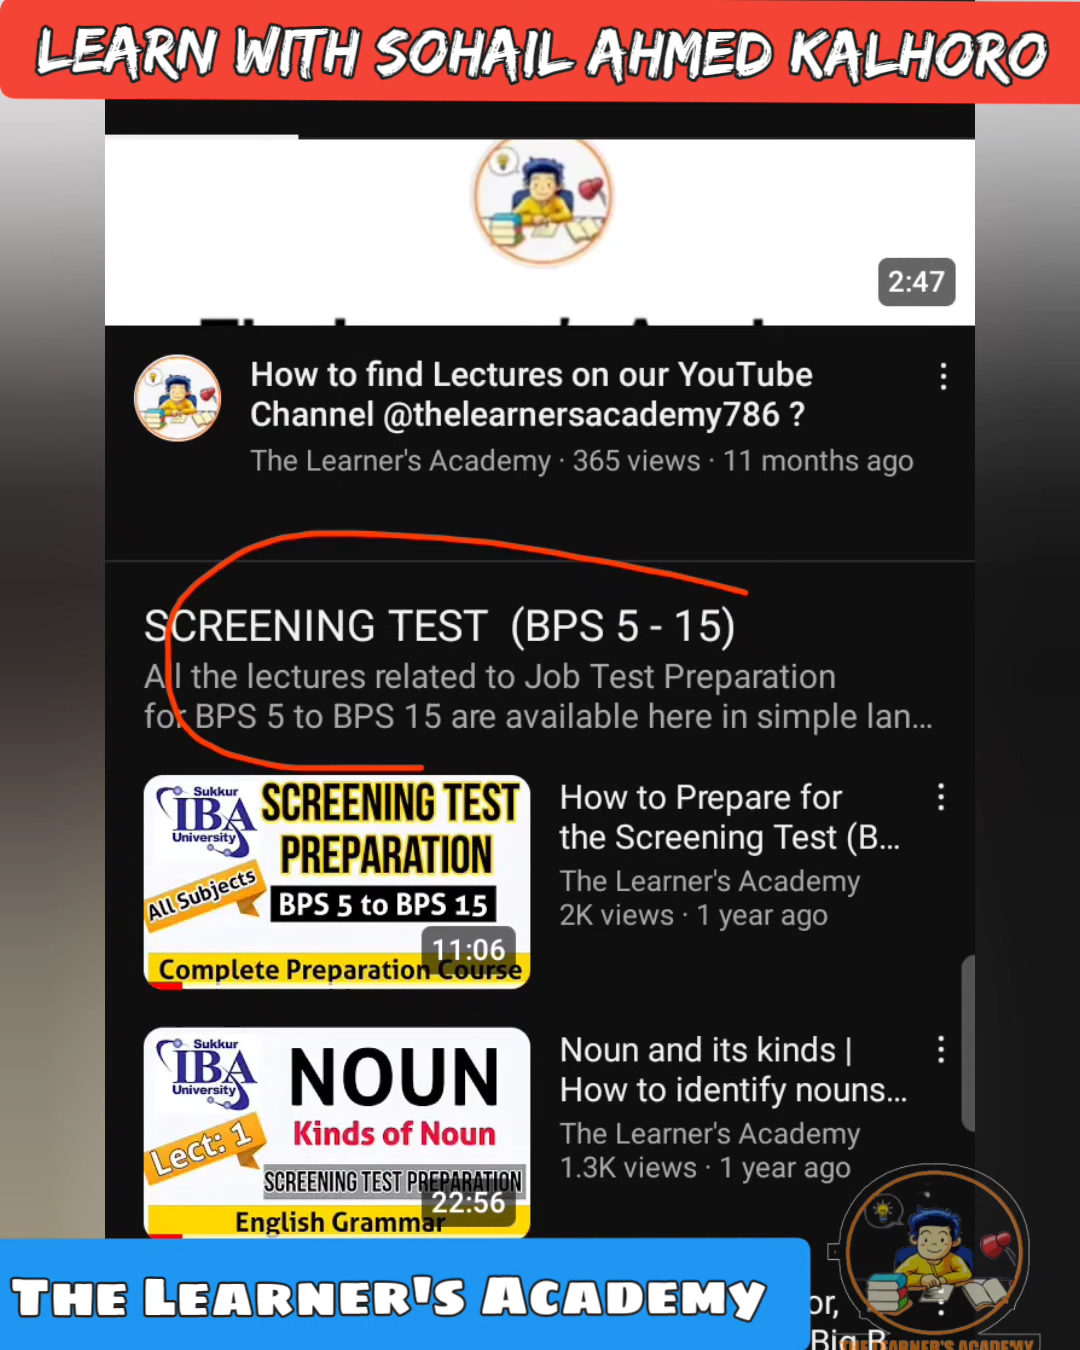 LEARN WITH SOHAIL AHMED KALHORO
2:47
How to find Lectures on our YouTube
Channel @thelearnersacademy786 ?
The Learner's Academy · 365 views · 11 months ago
SCREENING TEST (BPS 5 - 15)
All the lectures related to Job Test Preparation
for BPS 5 to BPS 15 are available here in simple lan...
Sukkur
IBA
University
SCREENING TEST
PREPARATION
All Subjects
BPS 5 to BPS 15
11:06
Complete Preparation Course
How to Prepare for
the Screening Test (B...
The Learner's Academy
2K views · 1 year ago
Sukkur
IBA
University
NOUN
Kinds of Noun
Lect: 1
SCREENING TEST PREPARATION
22:56
English Grammar
Noun and its kinds |
How to identify nouns...
The Learner's Academy
1.3K views · 1 year ago
THE LEARNER'S ACADEMY
or,
Big B
THE LEARNER'S ACADEMY